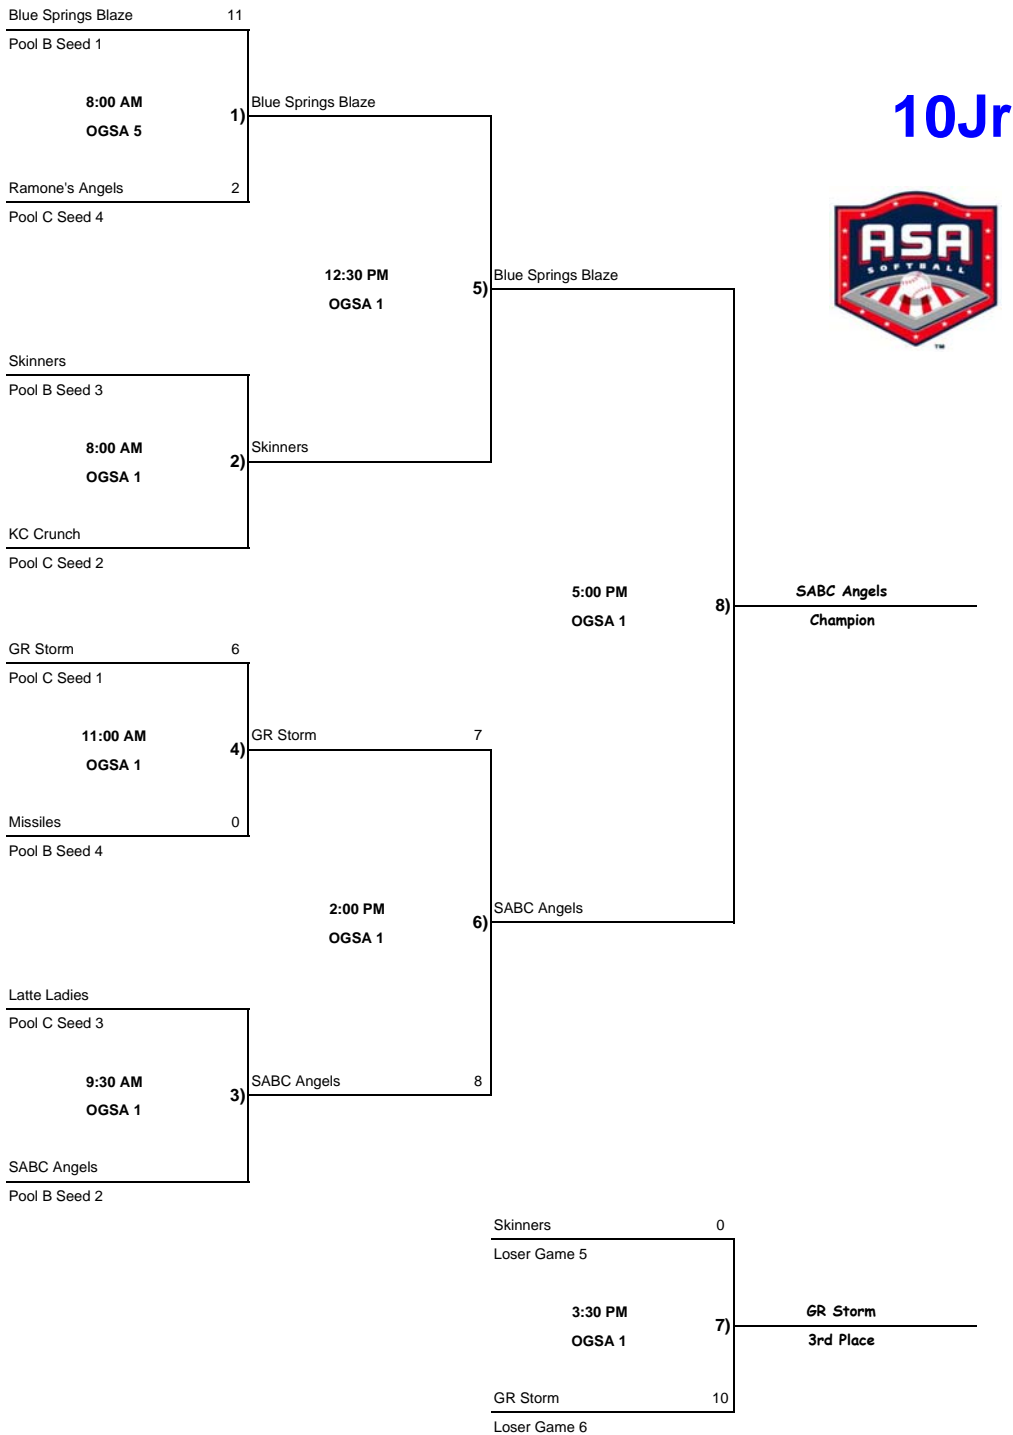 Blue Springs Blaze 11
Pool B Seed 1
8:00 AM
1) Blue Springs Blaze
OGSA 5
10Jr
Ramone's Angels 2
Pool C Seed 4
ASA
SOFTBALL
TM
12:30 PM
5) Blue Springs Blaze
OGSA 1
Skinners
Pool B Seed 3
8:00 AM
2) Skinners
OGSA 1
KC Crunch
Pool C Seed 2
5:00 PM
8) SABC Angels
OGSA 1
Champion
GR Storm 6
Pool C Seed 1
11:00 AM
4) GR Storm 7
OGSA 1
Missiles 0
Pool B Seed 4
2:00 PM
6) SABC Angels
OGSA 1
Latte Ladies
Pool C Seed 3
9:30 AM
3) SABC Angels 8
OGSA 1
SABC Angels
Pool B Seed 2
Skinners 0
Loser Game 5
3:30 PM
7) GR Storm
OGSA 1
3rd Place
GR Storm 10
Loser Game 6